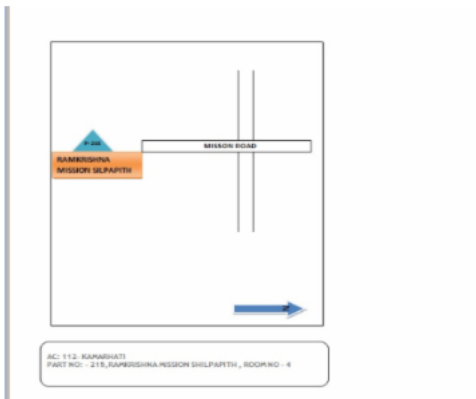 MISSON ROAD
RAMKRISHNA
MISSION SILPAPITH
N
AC: 112- KAMARHATI
PART NO: - 215, RAMKRISHNA MISSION SHILPAPITH , ROOM NO - 4